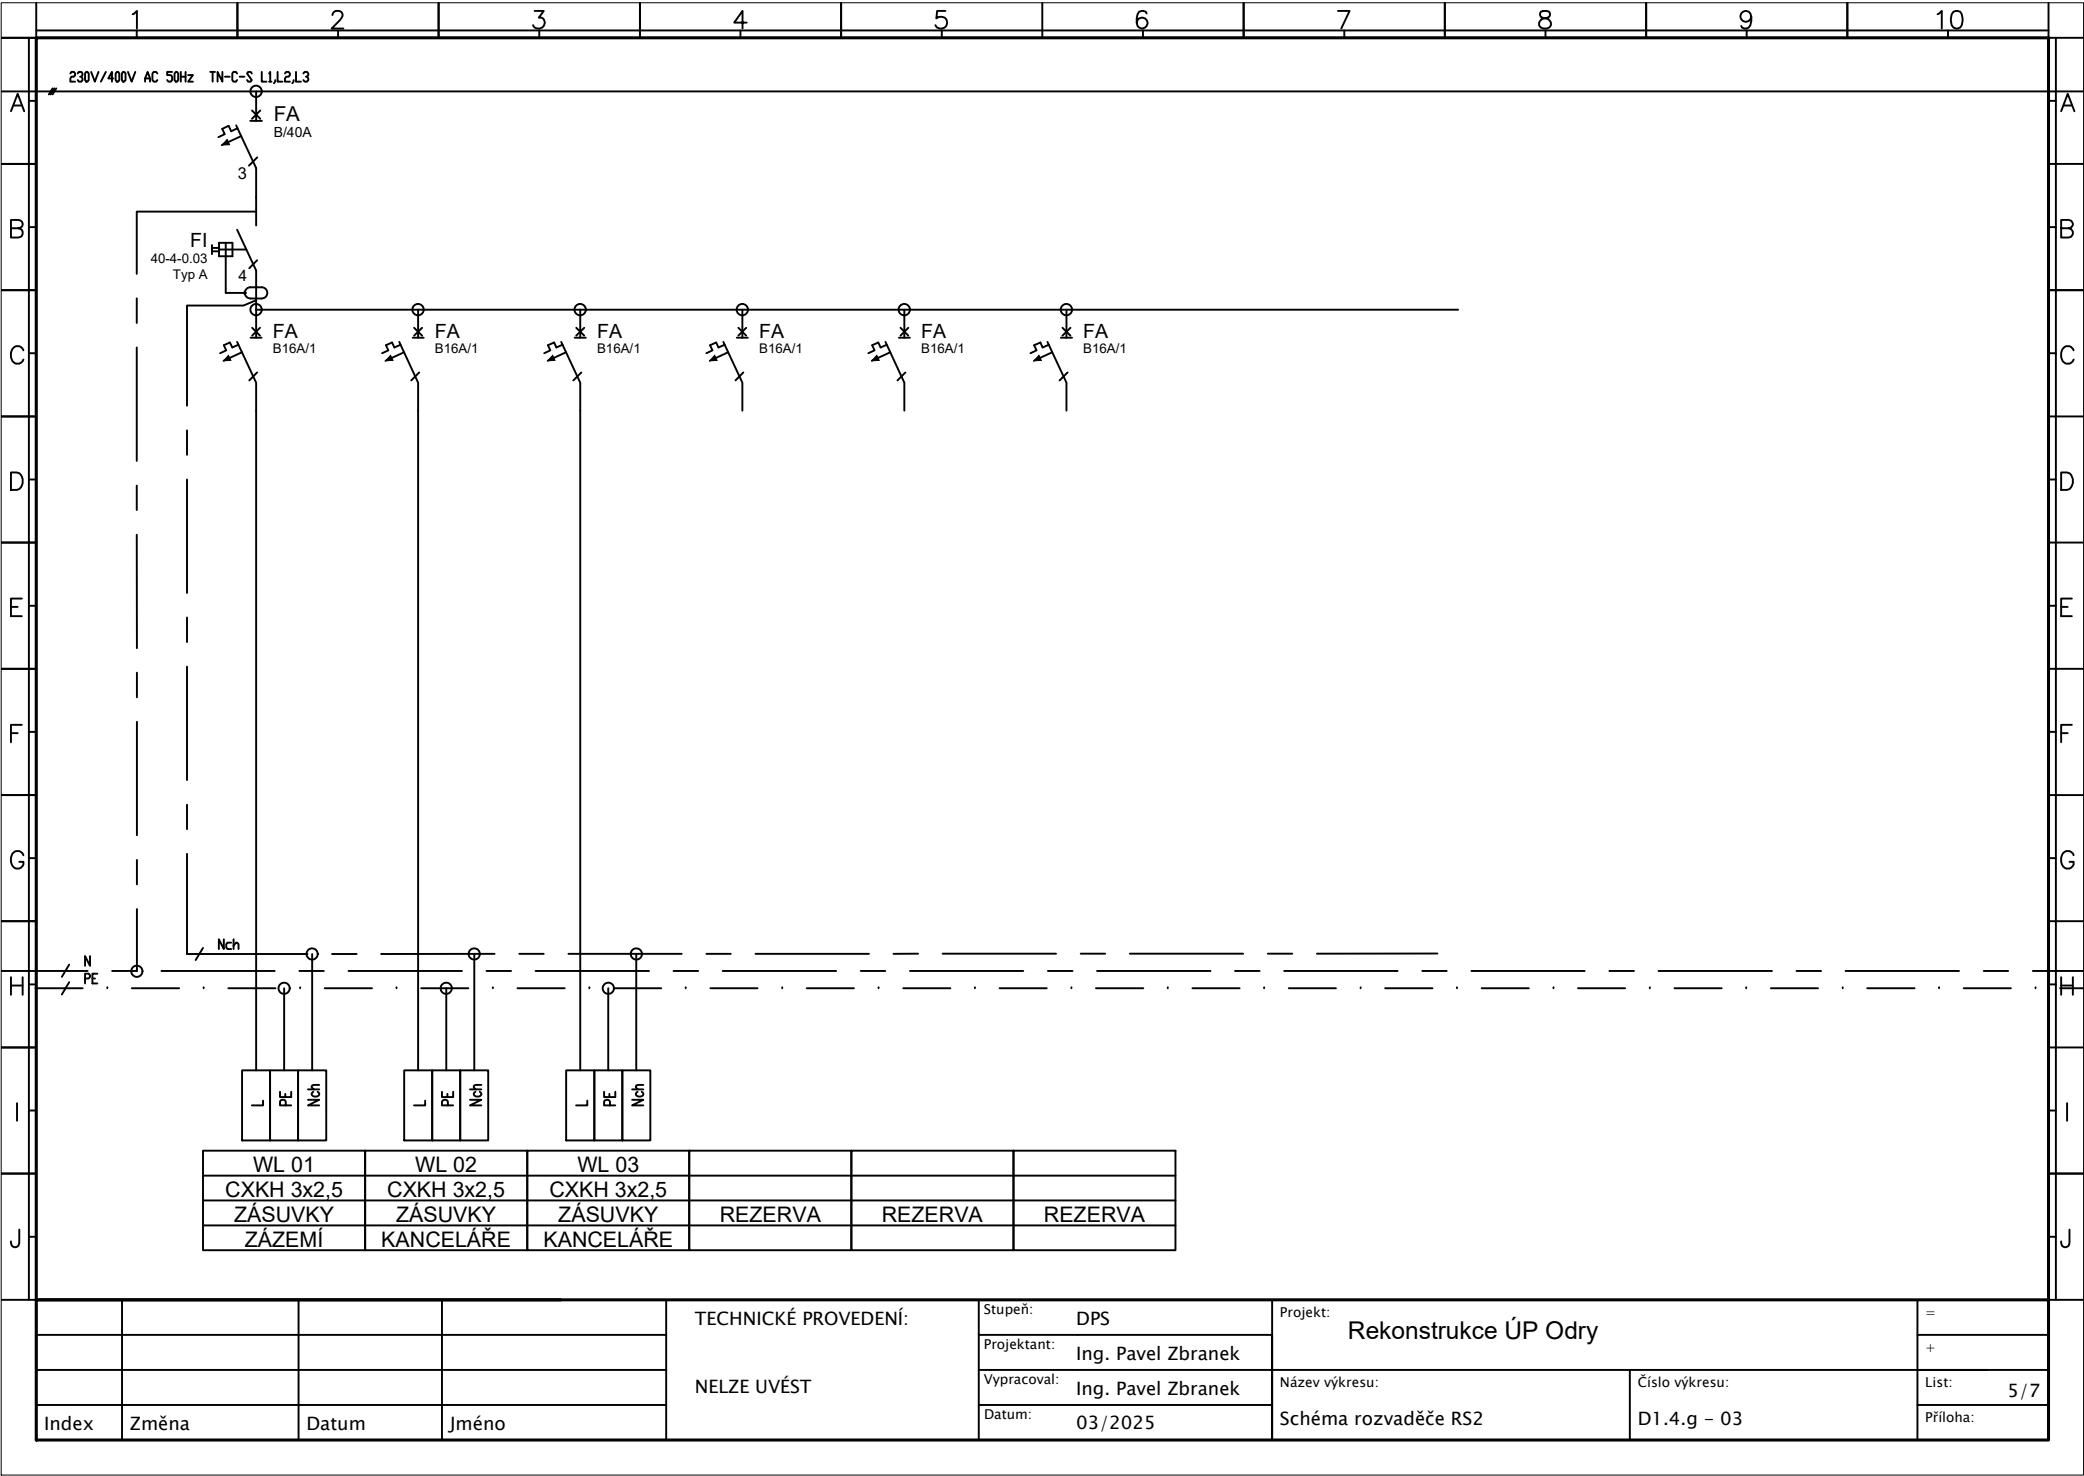 1 2 3 4 5 6 7 8 9 10
230V/400V AC 50Hz TN-C-S L1,L2,L3
A A
FA
B/40A
3
B B
FI
40-4-0.03
Typ A
4
FA FA FA FA FA FA
B16A/1 B16A/1 B16A/1 B16A/1 B16A/1 B16A/1
C C
D D
E E
F F
G G
Nch
N
PE
H H
L PE Nch L PE Nch L PE Nch
I I
WL 01 WL 02 WL 03
CXKH 3x2,5 CXKH 3x2,5 CXKH 3x2,5
ZÁSUVKY ZÁSUVKY ZÁSUVKY REZERVA REZERVA REZERVA
ZÁZEMÍ KANCELÁŘE KANCELÁŘE
J J
Index Změna Datum Jméno
TECHNICKÉ PROVEDENÍ:
NELZE UVÉST
Stupeň: DPS
Projektant: Ing. Pavel Zbranek
Vypracoval: Ing. Pavel Zbranek
Datum: 03/2025
Projekt: Rekonstrukce ÚP Odry
Název výkresu:
Schéma rozvaděče RS2
Číslo výkresu:
D1.4.g – 03
=
+
List: 5/7
Příloha: